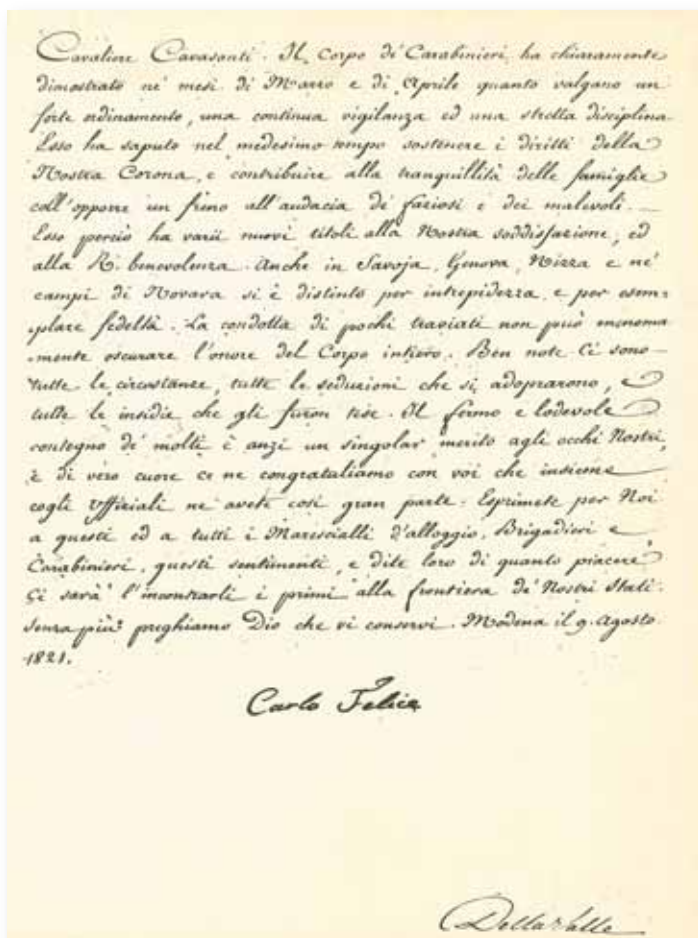 Cavaliere Cavasanti. Il Corpo de' Carabinieri ha chiaramente
dimostrato ne' mesi di Marzo e di Aprile quanto valgano un
forte ordinamento, una continua vigilanza ed una stretta disciplina
Esso ha saputo nel medesimo tempo sostenere i diritti della
Nostra Corona, e contribuire alla tranquillità delle famiglie
coll'opporre un freno all'audacia de' faziosi e dei malevoli. —
Esso perciò ha varii nuovi titoli alla Nostra soddisfazione, ed
alla R. benevolenza. Anche in Savoja, Genova, Nizza e ne'
campi di Novara si è distinto per intrepidezza, e per esem=
=plare fedeltà. La condotta di pochi traviati non può menoma
=mente oscurare l'onore del Corpo intiero. Ben note Ci sono
tutte le circostanze, tutte le seduzioni che si adoprarono, e
tutte le insidie che gli furon tese. Il fermo e lodevole
contegno de' molti è anzi un singolar merito agli occhi Nostri,
e di vero cuore ce ne congratuliamo con voi che insieme
cogli Uffiziali ne avete così gran parte. Esprimete per Noi
a questi ed a tutti i Marescialli d'alloggio, Brigadieri e
Carabinieri, questi sentimenti, e dite loro di quanto piacere
Ci sarà l'incontrarli i primi alla frontiera de' Nostri Stati.
Senza più preghiamo Dio che vi conservi. Modena il 9. Agosto
1821.
Carlo Felice
Della Valle